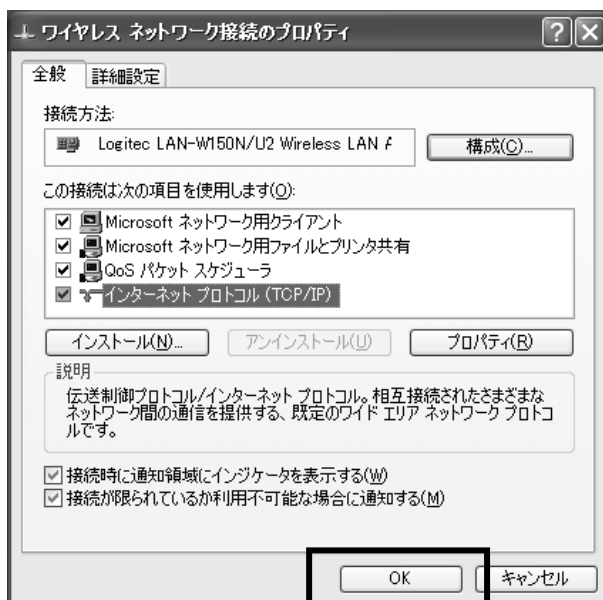 ワイヤレス ネットワーク接続のプロパティ
全般 詳細設定
接続方法:
Logitec LAN-W150N/U2 Wireless LAN A
構成(C)...
この接続は次の項目を使用します(O):
Microsoft ネットワーク用クライアント
Microsoft ネットワーク用ファイルとプリンタ共有
QoS パケット スケジューラ
インターネット プロトコル (TCP/IP)
インストール(N)... アンインストール(U) プロパティ(R)
説明
伝送制御プロトコル/インターネット プロトコル。相互接続されたさまざまな
ネットワーク間の通信を提供する、既定のワイド エリア ネットワーク プロトコ
ルです。
接続時に通知領域にインジケータを表示する(W)
接続が限られているか利用不可能な場合に通知する(M)
OK キャンセル